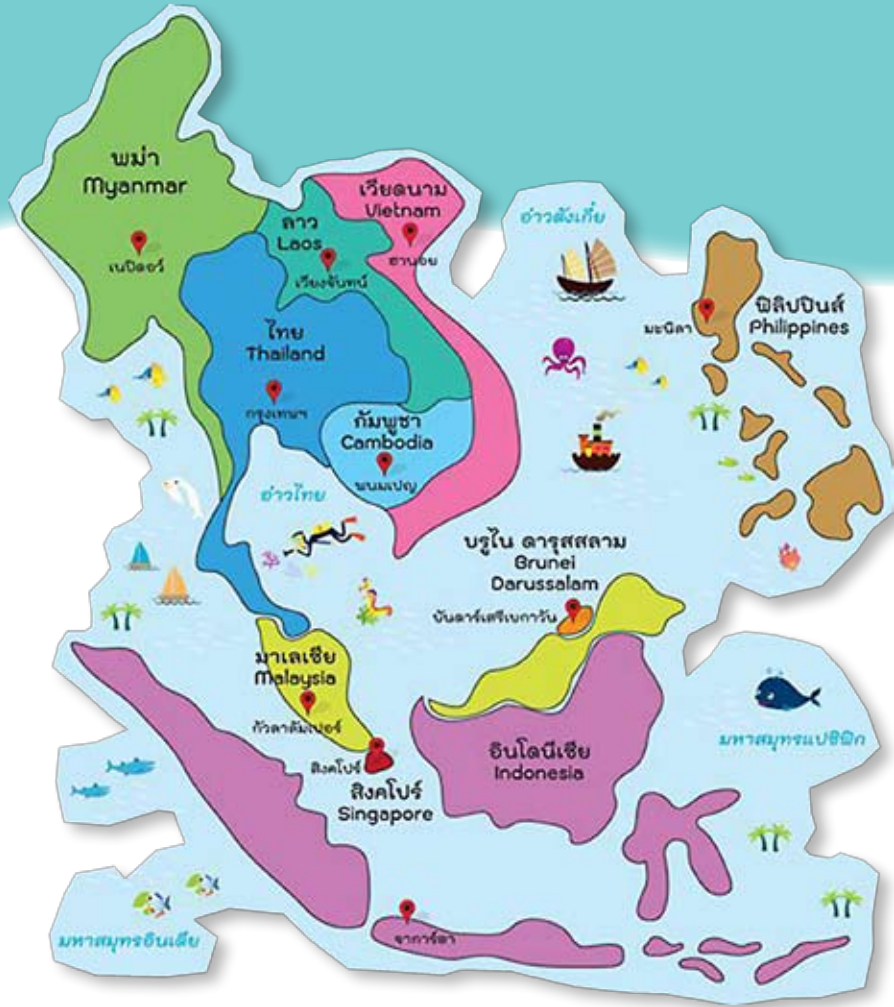 พม่า
Myanmar
เนปิดอว์
ลาว
Laos
เวียงจันทน์
เวียดนาม
Vietnam
ฮานอย
อ่าวตังเกี๋ย
ฟิลิปปินส์
Philippines
มะนิลา
ไทย
Thailand
กรุงเทพฯ
กัมพูชา
Cambodia
พนมเปญ
อ่าวไทย
บรูไน ดารุสสลาม
Brunei
Darussalam
บันดาร์เสรีเบกาวัน
มาเลเซีย
Malaysia
กัวลาลัมเปอร์
สิงคโปร์
สิงคโปร์
Singapore
อินโดนีเซีย
Indonesia
มหาสมุทรแปซิฟิก
มหาสมุทรอินเดีย
จาการ์ตา